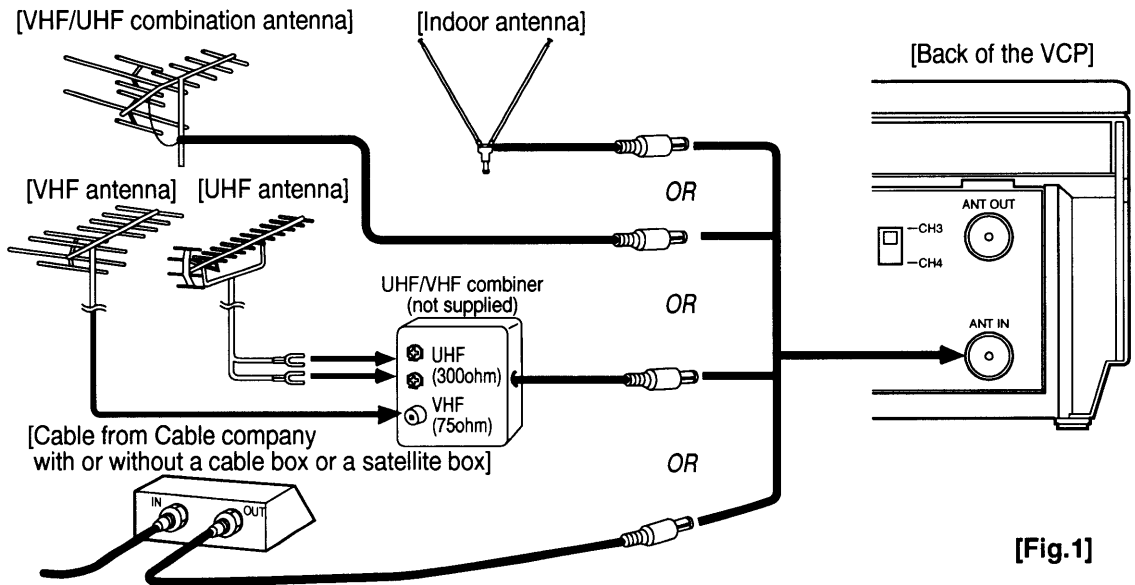 [VHF/UHF combination antenna]
[Indoor antenna]
[Back of the VCP]
OR
[VHF antenna]
[UHF antenna]
ANT OUT
CH3
CH4
UHF/VHF combiner
(not supplied)
OR
ANT IN
UHF
(300ohm)
VHF
(75ohm)
[Cable from Cable company
with or without a cable box or a satellite box]
OR
IN
OUT
[Fig.1]